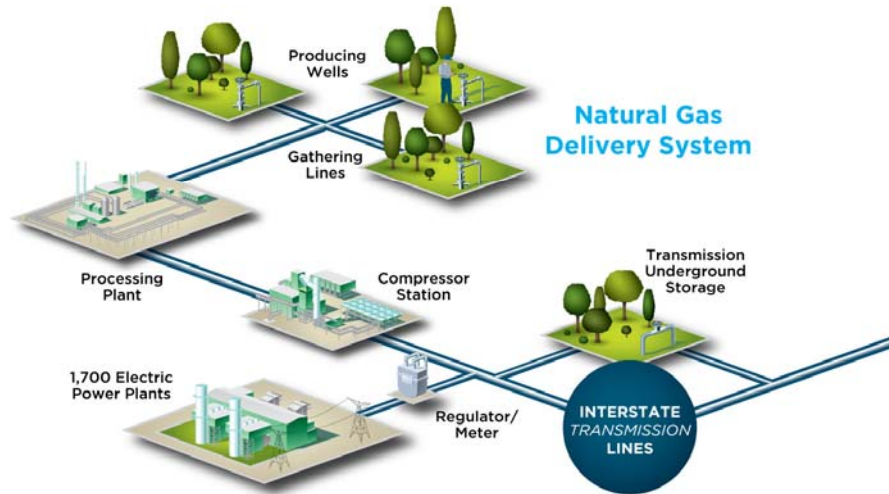 Producing
Wells
Natural Gas
Delivery System
Gathering
Lines
Processing
Plant
Compressor
Station
Transmission
Underground
Storage
1,700 Electric
Power Plants
Regulator/
Meter
INTERSTATE
TRANSMISSION
LINES